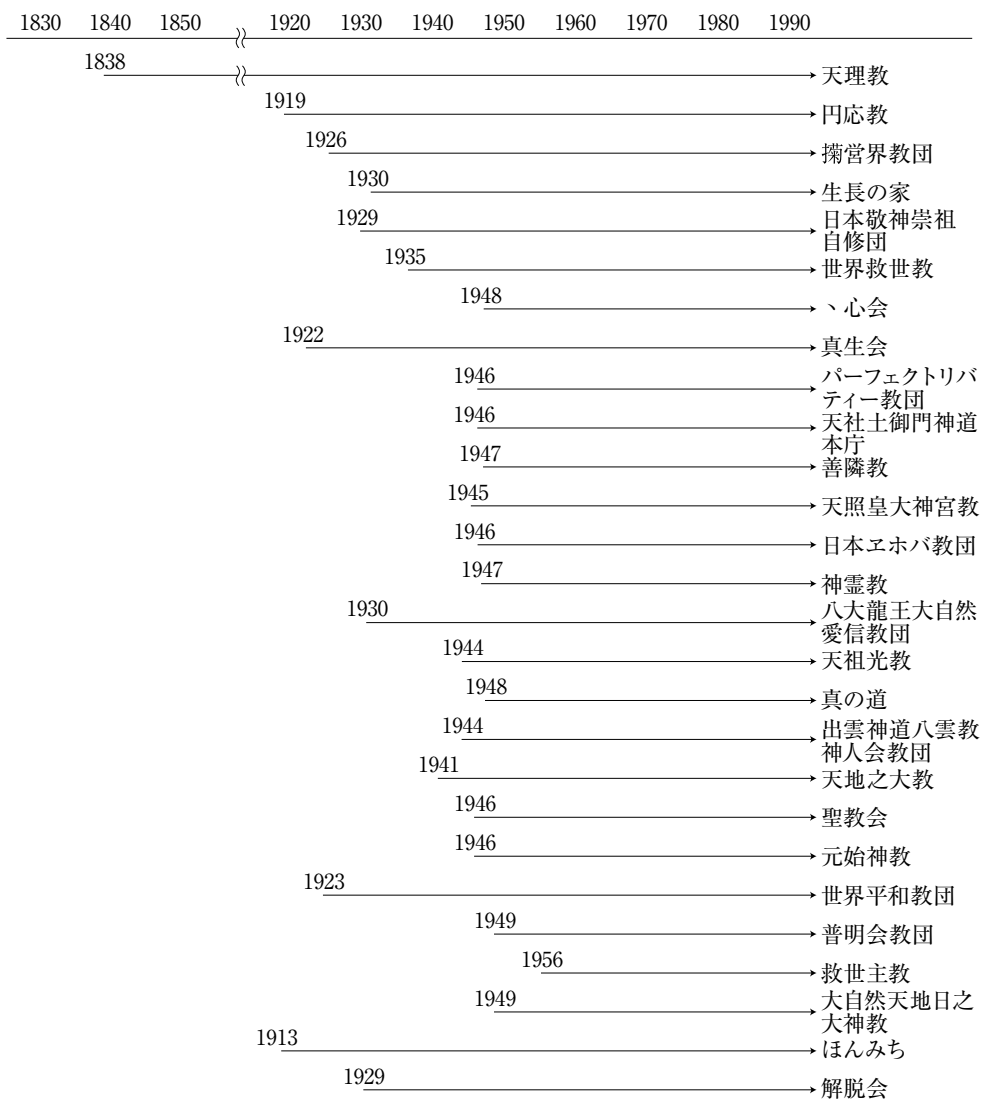 1830 1840 1850 1920 1930 1940 1950 1960 1970 1980 1990
1838
天理教
1919
円応教
1926
𦾔営界教団
1930
生長の家
1929
日本敬神崇祖
自修団
1935
世界救世教
1948
丶心会
1922
真生会
1946
パーフェクトリバ
ティー教団
1946
天社土御門神道
本庁
1947
善隣教
1945
天照皇大神宮教
1946
日本ヱホバ教団
1947
神霊教
1930
八大龍王大自然
愛信教団
1944
天祖光教
1948
真の道
1944
出雲神道八雲教
神人会教団
1941
天地之大教
1946
聖教会
1946
元始神教
1923
世界平和教団
1949
普明会教団
1956
救世主教
1949
大自然天地日之
大神教
1913
ほんみち
1929
解脱会